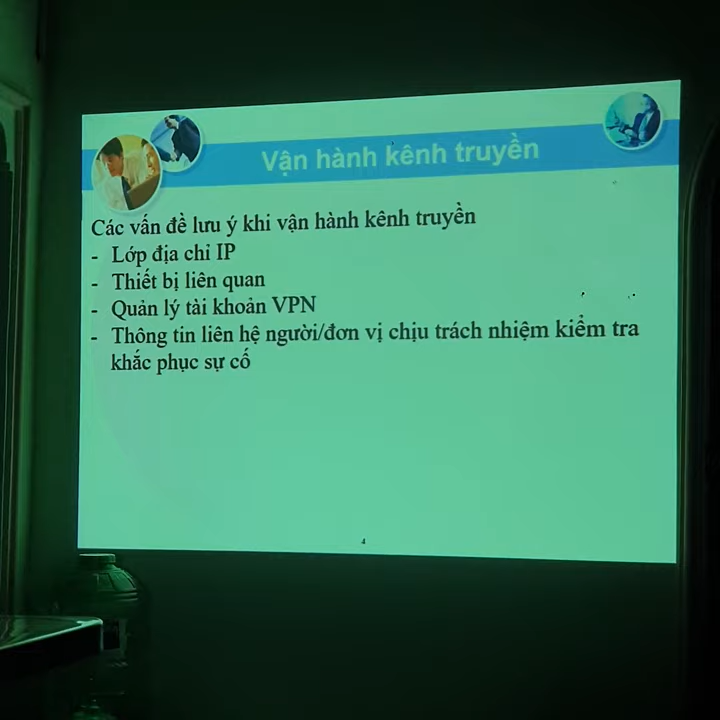 Vận hành kênh truyền
Các vấn đề lưu ý khi vận hành kênh truyền
- Lớp địa chỉ IP
- Thiết bị liên quan
- Quản lý tài khoản VPN
- Thông tin liên hệ người/đơn vị chịu trách nhiệm kiểm tra
khắc phục sự cố
4